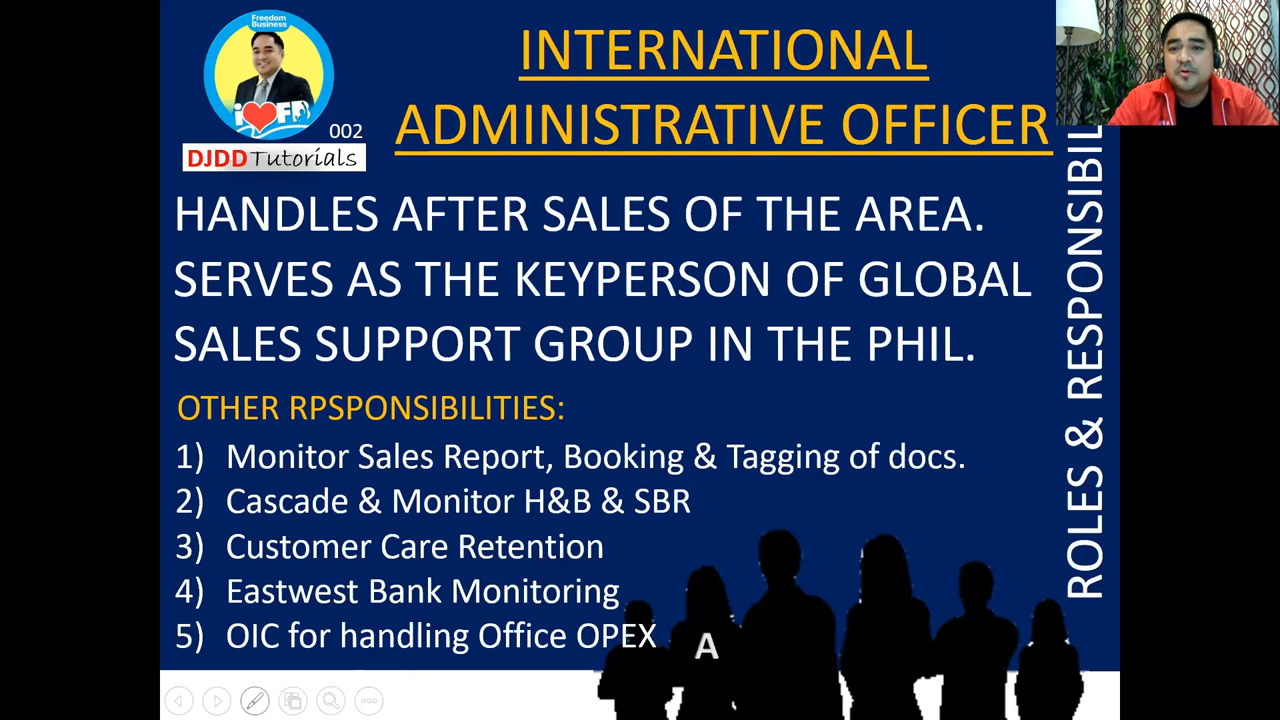 Freedom
Business
002
DJDD Tutorials
INTERNATIONAL
ADMINISTRATIVE OFFICER
HANDLES AFTER SALES OF THE AREA.
SERVES AS THE KEYPERSON OF GLOBAL
SALES SUPPORT GROUP IN THE PHIL.
OTHER RPSPONSIBILITIES:
1) Monitor Sales Report, Booking & Tagging of docs.
2) Cascade & Monitor H&B & SBR
3) Customer Care Retention
4) Eastwest Bank Monitoring
5) OIC for handling Office OPEX
A
ROLES & RESPONSIBIL